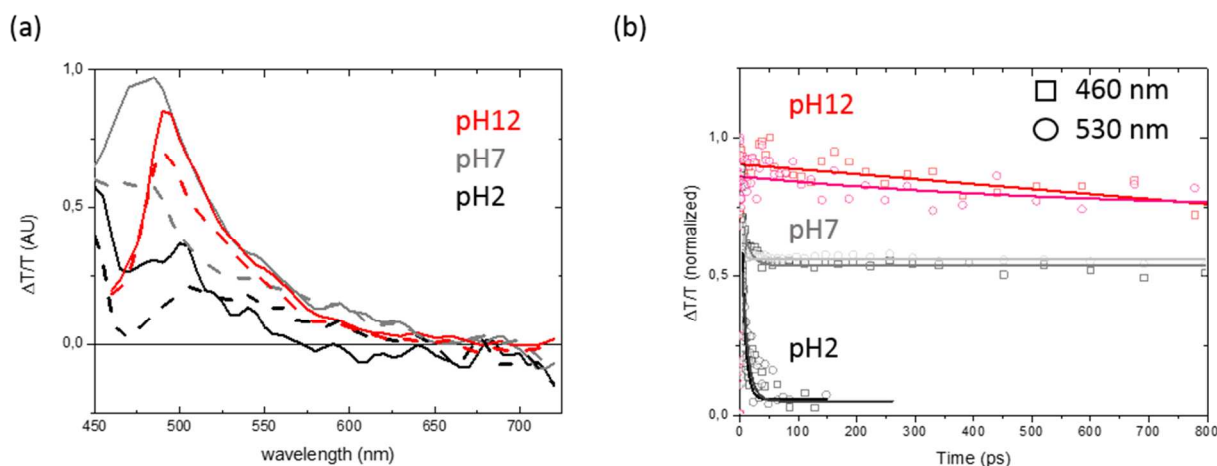 (a)
1,0
0,5
0,0
ΔT/T (AU)
pH12
pH7
pH2
450 500 550 600 650 700
wavelength (nm)
(b)
1,0
0,5
0,0
ΔT/T (normalized)
pH12
pH7
pH2
460 nm
530 nm
0 100 200 300 400 500 600 700 800
Time (ps)